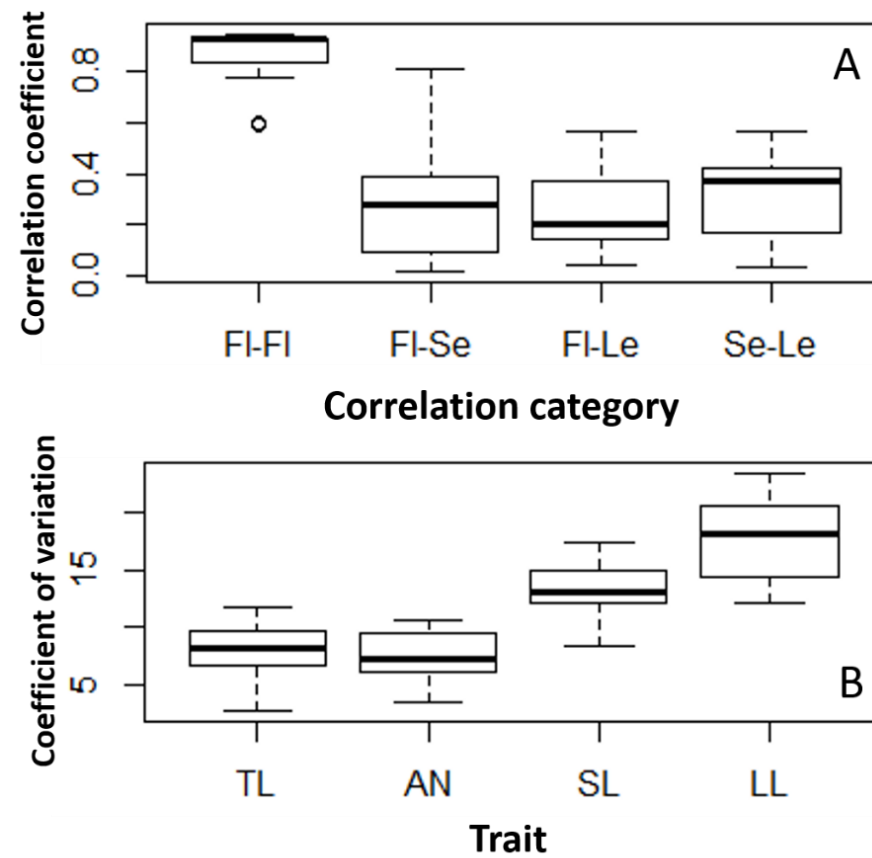 Correlation coefficient
0.8
0.4
0.0
A
Fl-Fl
Fl-Se
Fl-Le
Se-Le
Correlation category
Coefficient of variation
15
5
B
TL
AN
SL
LL
Trait